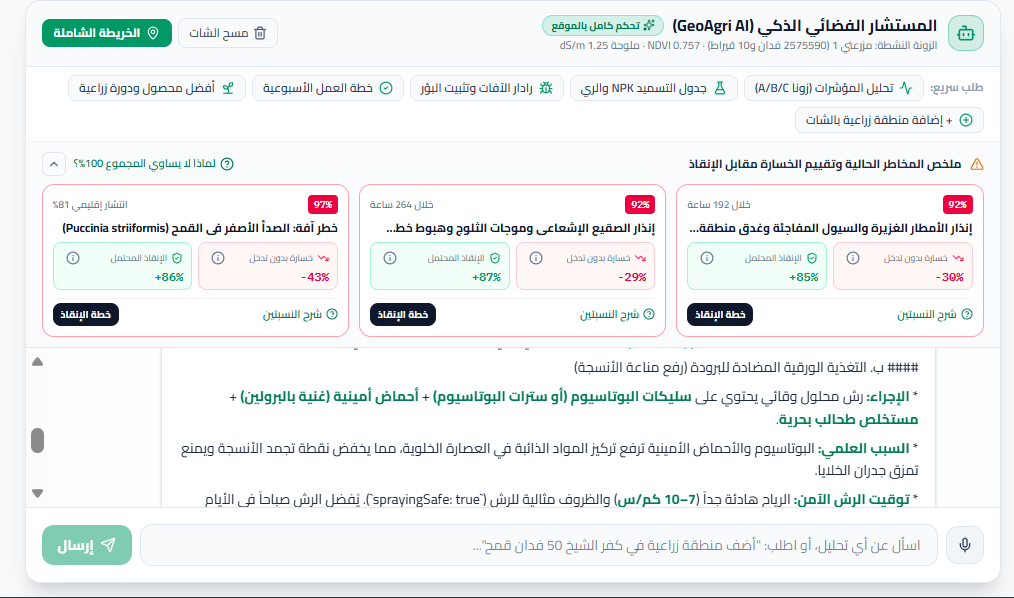 المستشار الفضائي الذكي (GeoAgri AI)
تحكم كامل بالموقع
الزونة النشطة: مزرعتي 1 (2575590 فدان و10 قيراط) · NDVI 0.757 · ملوحة 1.25 dS/m
مسح الشات
الخريطة الشاملة
طلب سريع:
تحليل المؤشرات (زونا A/B/C)
جدول التسميد NPK والري
رادار الآفات وتثبيت البؤر
خطة العمل الأسبوعية
أفضل محصول ودورة زراعية
+ إضافة منطقة زراعية بالشات
ملخص المخاطر الحالية وتقييم الخسارة مقابل الإنقاذ
لماذا لا يساوي المجموع 100%؟
92%
خلال 192 ساعة
إنذار الأمطار الغزيرة والسيول المفاجئة وغدق منطقة...
خسارة بدون تدخل
-30%
الإنقاذ المحتمل
+85%
شرح النسبتين
خطة الإنقاذ
92%
خلال 264 ساعة
إنذار الصقيع الإشعاعي وموجات الثلوج وهبوط خط...
خسارة بدون تدخل
-29%
الإنقاذ المحتمل
+87%
شرح النسبتين
خطة الإنقاذ
97%
انتشار إقليمي 81%
خطر آفة: الصدأ الأصفر في القمح (Puccinia striiformis)
خسارة بدون تدخل
-43%
الإنقاذ المحتمل
+86%
شرح النسبتين
خطة الإنقاذ
#### ب. التغذية الورقية المضادة للبرودة (رفع مناعة الأنسجة)
* الإجراء: رش محلول وقائي يحتوي على سليكات البوتاسيوم (أو سترات البوتاسيوم) + أحماض أمينية (غنية بالبرولين) +
مستخلص طحالب بحرية.
* السبب العلمي: البوتاسيوم والأحماض الأمينية ترفع تركيز المواد الذائبة في العصارة الخلوية، مما يخفض نقطة تجمد الأنسجة ويمنع
تمزق جدران الخلايا.
* توقيت الرش الآمن: الرياح هادئة جداً (7–10 كم/س) والظروف مثالية للرش (`sprayingSafe: true`). يُفضل الرش صباحاً في الأيام
اسأل عن أي تحليل، أو اطلب: "أضف منطقة زراعية في كفر الشيخ 50 فدان قمح"...
إرسال